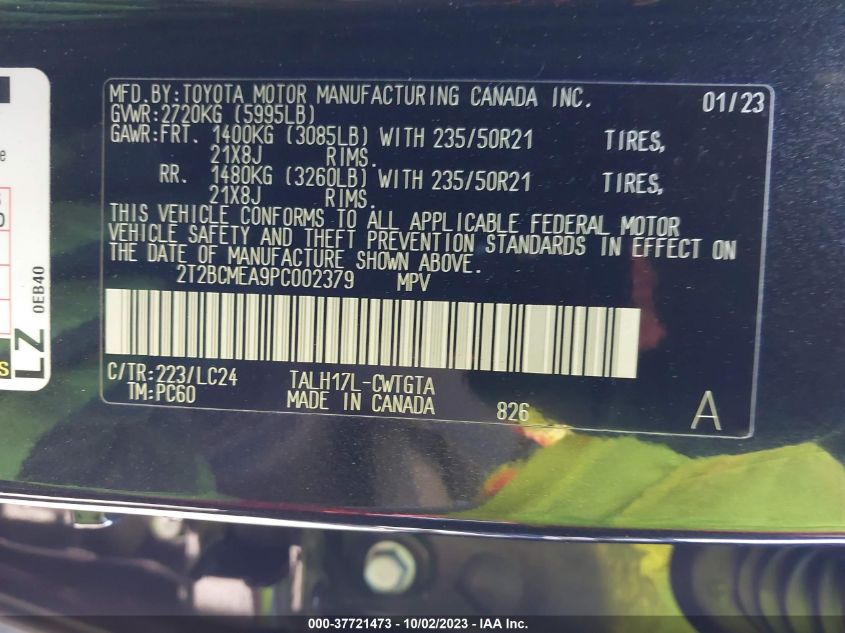 MFD. BY: TOYOTA MOTOR MANUFACTURING CANADA INC. 01/23
GVWR: 2720KG (5995LB)
GAWR: FRT. 1400KG (3085LB) WITH 235/50R21 TIRES,
21X8J RIMS.
RR. 1480KG (3260LB) WITH 235/50R21 TIRES,
21X8J RIMS.
THIS VEHICLE CONFORMS TO ALL APPLICABLE FEDERAL MOTOR
VEHICLE SAFETY AND THEFT PREVENTION STANDARDS IN EFFECT ON
THE DATE OF MANUFACTURE SHOWN ABOVE.
2T2BCMEA9PC002379 MPV
C/TR: 223/LC24 TALH17L-CWTGTA
TM: PC60 MADE IN CANADA 826 A
LZ 0EB40
000-37721473 - 10/02/2023 - IAA Inc.